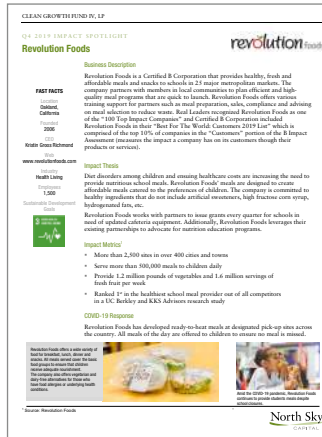 CLEAN GROWTH FUND IV, LP
Q4 2019 IMPACT SPOTLIGHT
Revolution Foods
revolution foods
Business Description
Revolution Foods is a Certified B Corporation that provides healthy, fresh and
affordable meals and snacks to schools in 25 major metropolitan markets. The
company partners with members in local communities to plan efficient and high-
quality meal programs that are quick to launch. Revolution Foods offers various
training support for partners such as meal preparation, sales, compliance and advising
on meal selection to reduce waste. Real Leaders recognized Revolution Foods as one
of the "100 Top Impact Companies" and Certified B Corporation included
Revolution Foods in their "Best For The World: Customers 2019 List" which is
comprised of the top 10% of companies in the "Customers" portion of the B Impact
Assessment (measures the impact a company has on its customers though their
products or services).
FAST FACTS
Location
Oakland,
California
Founded
2006
CEO
Kristin Groos Richmond
Web
www.revolutionfoods.com
Industry
Health Living
Employees
1,500
Sustainable Development
Goals
Impact Thesis
Diet disorders among children and ensuing healthcare costs are increasing the need to
provide nutritious school meals. Revolution Foods' meals are designed to create
affordable meals catered to the preferences of children. The company is committed to
healthy ingredients that do not include artificial sweeteners, high fructose corn syrup,
hydrogenated fats, etc.
Revolution Foods works with partners to issue grants every quarter for schools in
need of updated cafeteria equipment. Additionally, Revolution Foods leverages their
existing partnerships to advocate for nutrition education programs.
Impact Metrics¹
• More than 2,500 sites in over 400 cities and towns
• Serve more than 500,000 meals to children daily
• Provide 1.2 million pounds of vegetables and 1.6 million servings of
fresh fruit per week
• Ranked 1st in the healthiest school meal provider out of all competitors
in a UC Berkley and KKS Advisors research study
COVID-19 Response
Revolution Foods has developed ready-to-heat meals at designated pick-up sites across
the country. All meals of the day are offered to children to ensure no meal is missed.
Revolution Foods offers a wide variety of
food for breakfast, lunch, dinner and
snacks. All meals served cover the basic
food groups to ensure that children
receive adequate nourishment.
The company also offers vegetarian and
dairy-free alternatives for those who
have food allergies or underlying health
conditions.
Amid the COVID-19 pandemic, Revolution Foods
continues to provide students meals despite
school closures.
¹ Source: Revolution Foods
North Sky
CAPITAL